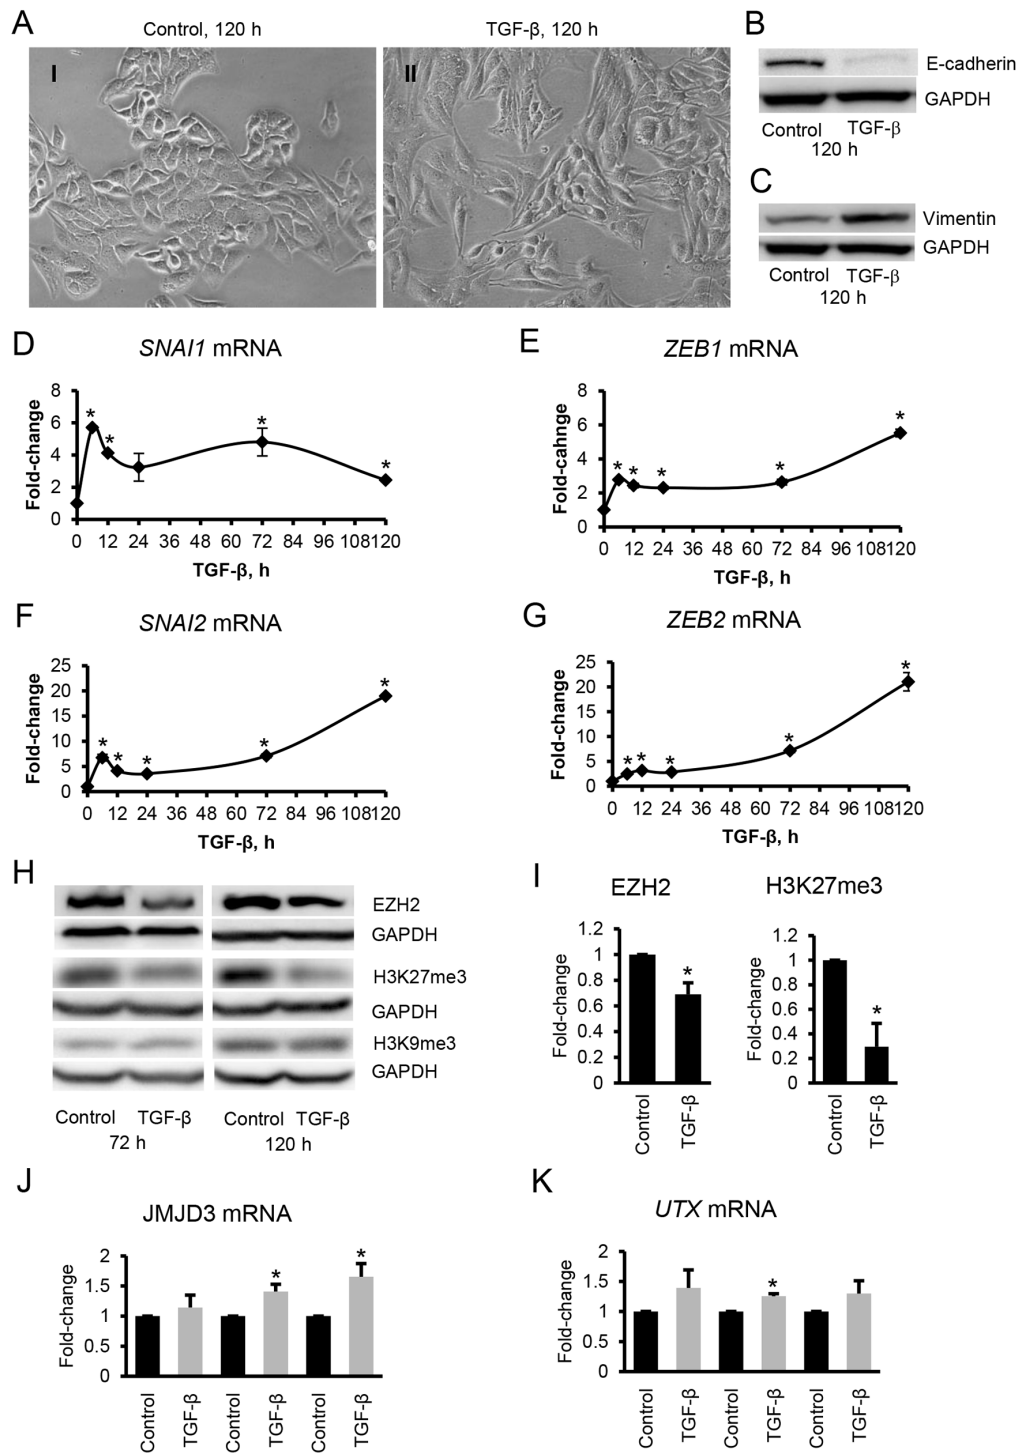 A
Control, 120 h
TGF-β, 120 h
I
II
B
E-cadherin
GAPDH
Control TGF-β
120 h
C
Vimentin
GAPDH
Control TGF-β
120 h
D
SNAI1 mRNA
Fold-change
8
6
4
2
0
* * * *
0 12 24 36 48 60 72 84 96 108 120
TGF-β, h
E
ZEB1 mRNA
Fold-cahnge
8
6
4
2
0
* * * * *
0 12 24 36 48 60 72 84 96 108 120
TGF-β, h
F
SNAI2 mRNA
Fold-change
25
20
15
10
5
0
* * * * *
0 12 24 36 48 60 72 84 96 108 120
TGF-β, h
G
ZEB2 mRNA
Fold-change
25
20
15
10
5
0
* * * * *
0 12 24 36 48 60 72 84 96 108 120
TGF-β, h
H
EZH2
GAPDH
H3K27me3
GAPDH
H3K9me3
GAPDH
Control TGF-β Control TGF-β
72 h 120 h
I
EZH2
Fold-change
1.2
1
0.8
0.6
0.4
0.2
0
*
Control TGF-β
H3K27me3
Fold-change
1.2
1
0.8
0.6
0.4
0.2
0
*
Control TGF-β
J
JMJD3 mRNA
Fold-change
2
1.5
1
0.5
0
* *
Control TGF-β Control TGF-β Control TGF-β
K
UTX mRNA
Fold-change
2
1.5
1
0.5
0
*
Control TGF-β Control TGF-β Control TGF-β